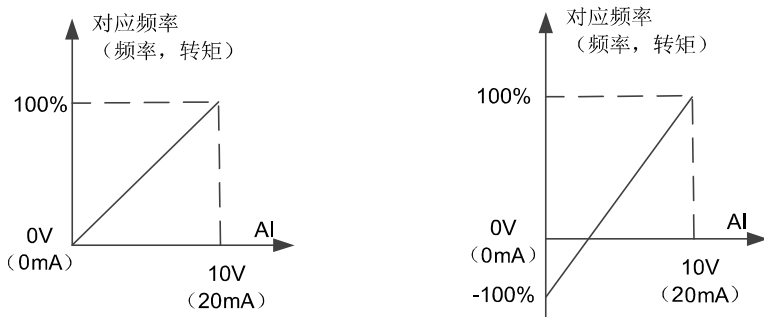 对应频率
（频率，转矩）
100%
0V
（0mA）
AI
10V
（20mA）
对应频率
（频率，转矩）
100%
0V
（0mA）
AI
10V
（20mA）
-100%